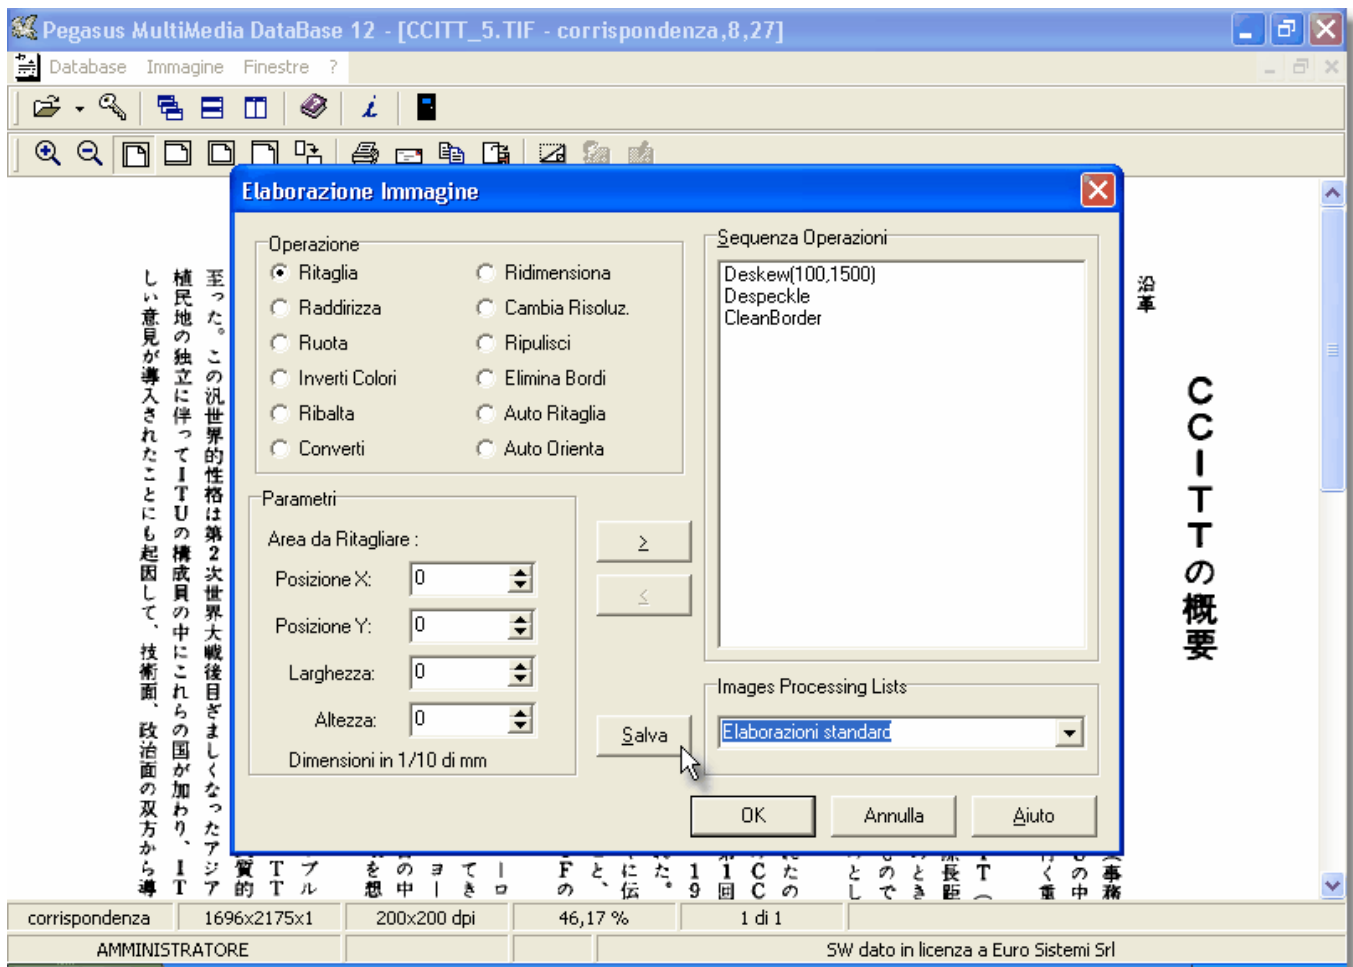 Pegasus MultiMedia DataBase 12 - [CCITT_5.TIF - corrispondenza,8,27]
Database Immagine Finestre ?
Elaborazione Immagine
Operazione
Ritaglia
Raddirizza
Ruota
Inverti Colori
Ribalta
Converti
Ridimensiona
Cambia Risoluz.
Ripulisci
Elimina Bordi
Auto Ritaglia
Auto Orienta
Parametri
Area da Ritagliare :
Posizione X: 0
Posizione Y: 0
Larghezza: 0
Altezza: 0
Dimensioni in 1/10 di mm
>
<
Salva
Sequenza Operazioni
Deskew(100,1500)
Despeckle
CleanBorder
Images Processing Lists
Elaborazioni standard
OK Annulla Aiuto
沿革
CCITTの概要
至った。この汎世界的性格は第2次世界大戦後目ざましくなったアジア
植民地の独立に伴ってITUの構成員の中にこれらの国が加わり、IT
しい意見が導入されたことにも起因して、技術面、政治面の双方から導
corrispondenza 1696x2175x1 200x200 dpi 46,17 % 1 di 1
AMMINISTRATORE SW dato in licenza a Euro Sistemi Srl